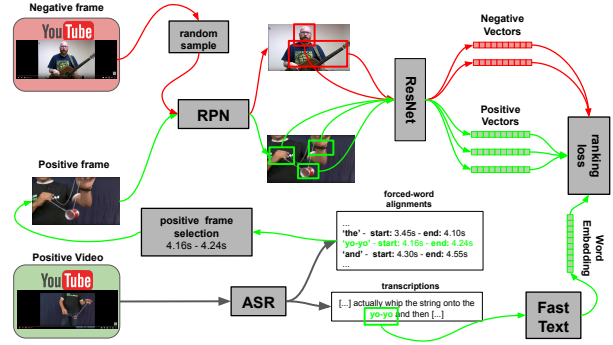 Negative frame
YouTube
random
sample
RPN
ResNet
Negative
Vectors
Positive
Vectors
ranking
loss
Positive frame
positive frame
selection
4.16s - 4.24s
forced-word
alignments
...
'the' - start: 3.45s - end: 4.10s
'yo-yo' - start: 4.16s - end: 4.24s
'and' - start: 4.30s - end: 4.55s
...
Word
Embedding
Positive Video
YouTube
ASR
transcriptions
[...] actually whip the string onto the
yo-yo and then [...]
Fast
Text